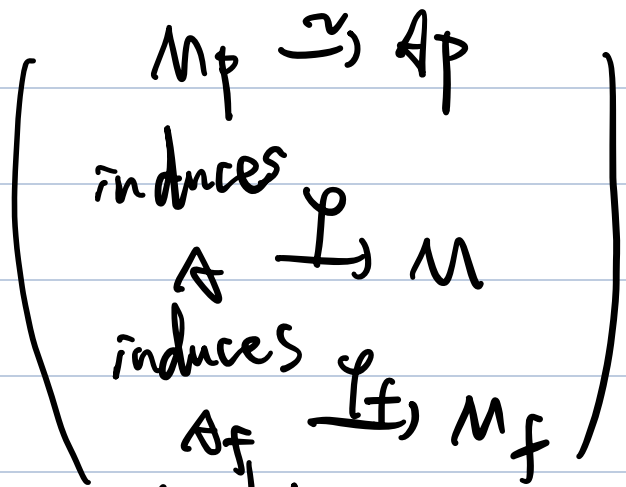 M_p ⥲ A_p
induces
A --φ--> M
induces
A_f --φ_f--> M_f